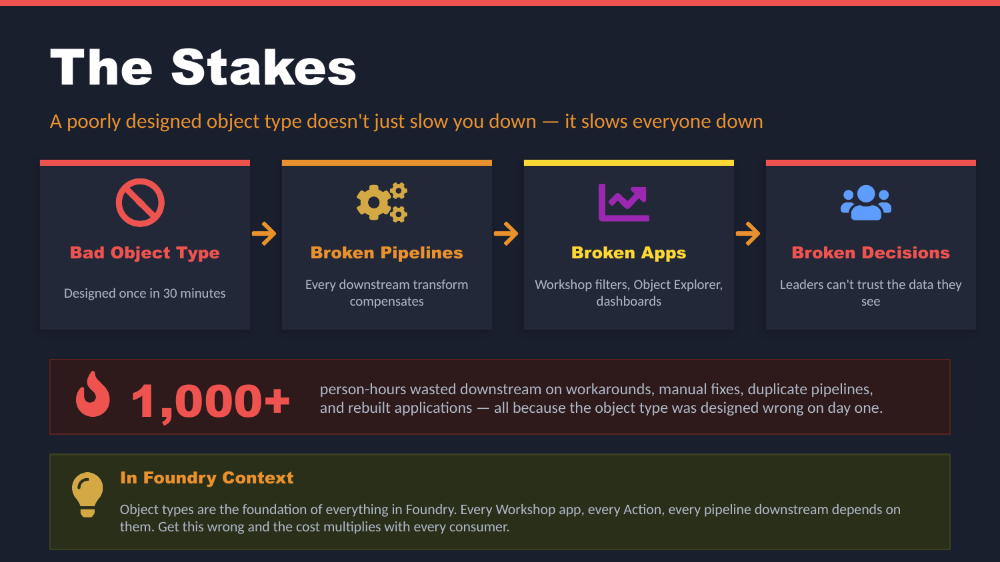 The Stakes
A poorly designed object type doesn't just slow you down — it slows everyone down
Bad Object Type
Designed once in 30 minutes
Broken Pipelines
Every downstream transform
compensates
Broken Apps
Workshop filters, Object Explorer,
dashboards
Broken Decisions
Leaders can't trust the data they
see
1,000+
person-hours wasted downstream on workarounds, manual fixes, duplicate pipelines,
and rebuilt applications — all because the object type was designed wrong on day one.
In Foundry Context
Object types are the foundation of everything in Foundry. Every Workshop app, every Action, every pipeline downstream depends on
them. Get this wrong and the cost multiplies with every consumer.